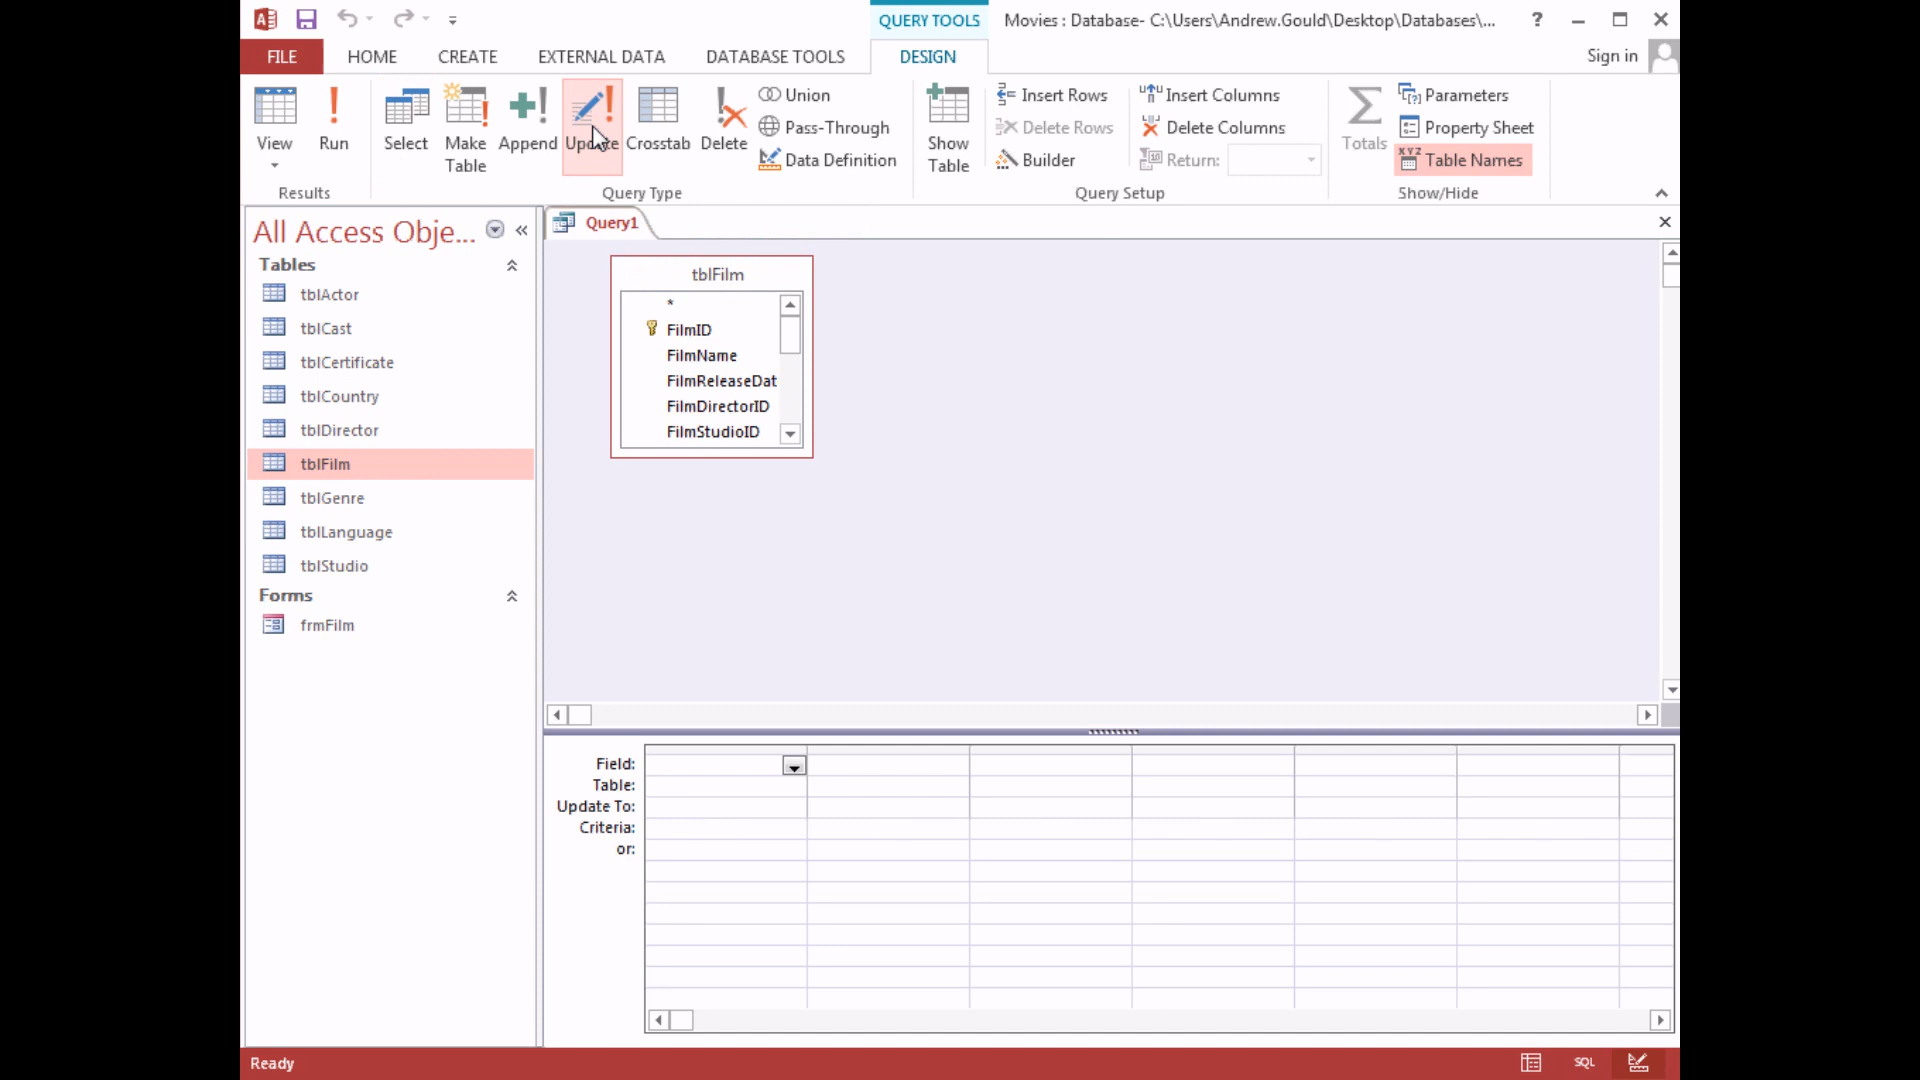 QUERY TOOLS
Movies : Database- C:\Users\Andrew.Gould\Desktop\Databases\...
?
FILE
HOME
CREATE
EXTERNAL DATA
DATABASE TOOLS
DESIGN
Sign in
View
Run
Results
Select
Make
Table
Append
Update
Crosstab
Delete
Union
Pass-Through
Data Definition
Query Type
Show
Table
Insert Rows
Delete Rows
Builder
Insert Columns
Delete Columns
Return:
Query Setup
Totals
Parameters
Property Sheet
Table Names
Show/Hide
All Access Obje...
Tables
tblActor
tblCast
tblCertificate
tblCountry
tblDirector
tblFilm
tblGenre
tblLanguage
tblStudio
Forms
frmFilm
Query1
tblFilm
*
FilmID
FilmName
FilmReleaseDat
FilmDirectorID
FilmStudioID
Field:
Table:
Update To:
Criteria:
or:
Ready
SQL